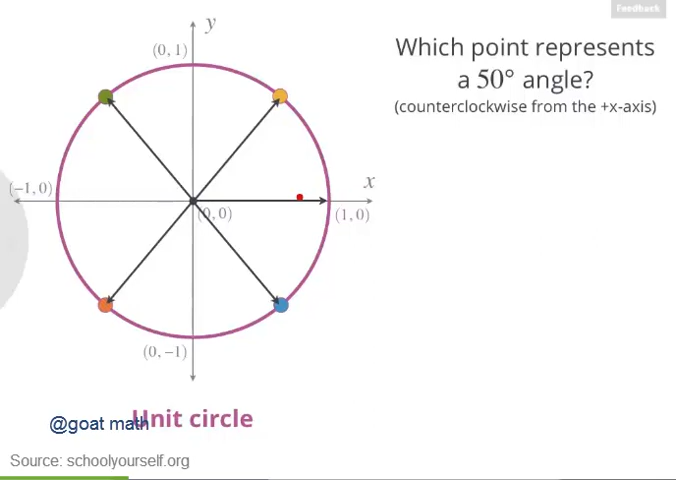 Feedback
y
(0, 1)
Which point represents
a 50° angle?
(counterclockwise from the +x-axis)
(−1, 0)
x
(0, 0)
(1, 0)
(0, −1)
@goat math
Unit circle
Source: schoolyourself.org